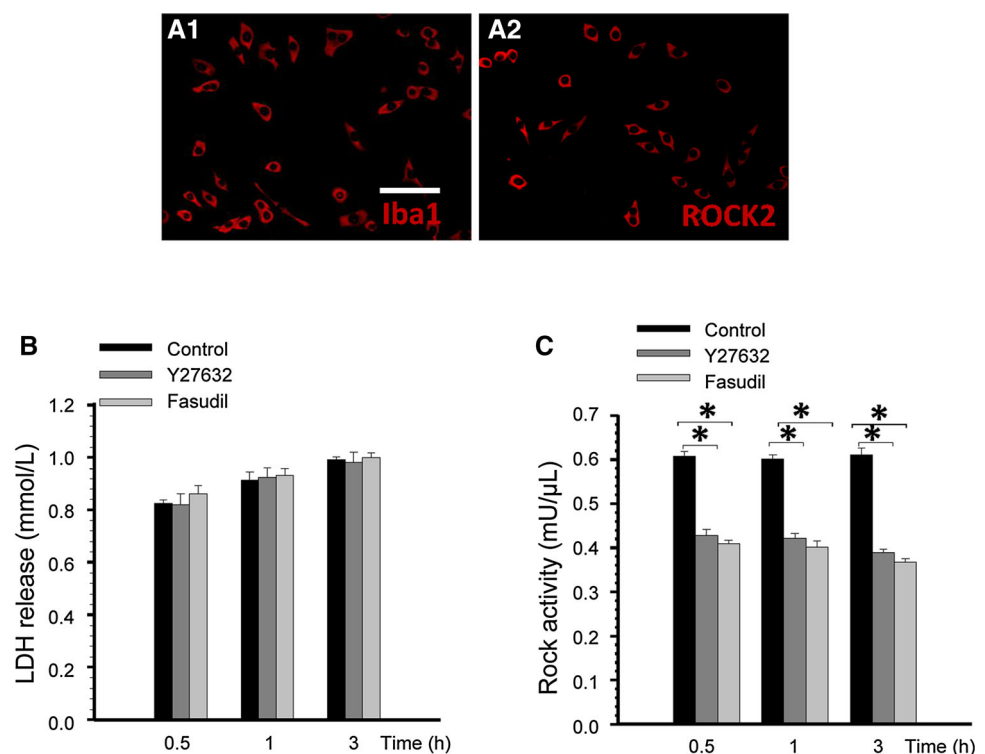 A1
A2
Iba1
ROCK2
B
Control
Y27632
Fasudil
LDH release (mmol/L)
1.2
1.0
0.8
0.6
0.4
0.2
0.0
0.5
1
3
Time (h)
C
Control
Y27632
Fasudil
Rock activity (mU/µL)
0.7
0.6
0.5
0.4
0.3
0.2
0.1
0.0
*
*
*
*
*
*
0.5
1
3
Time (h)